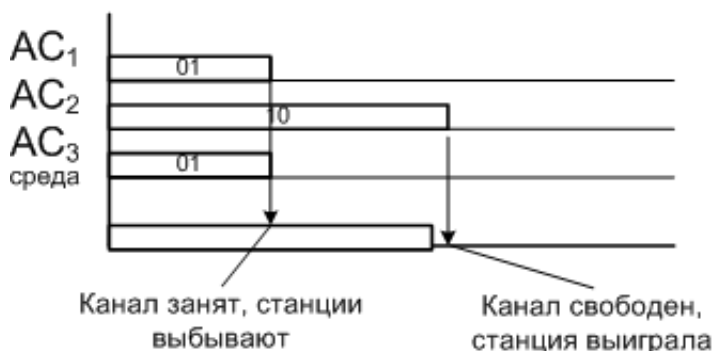 AC1
01
AC2
10
AC3
01
среда
Канал занят, станции
выбывают
Канал свободен,
станция выиграла